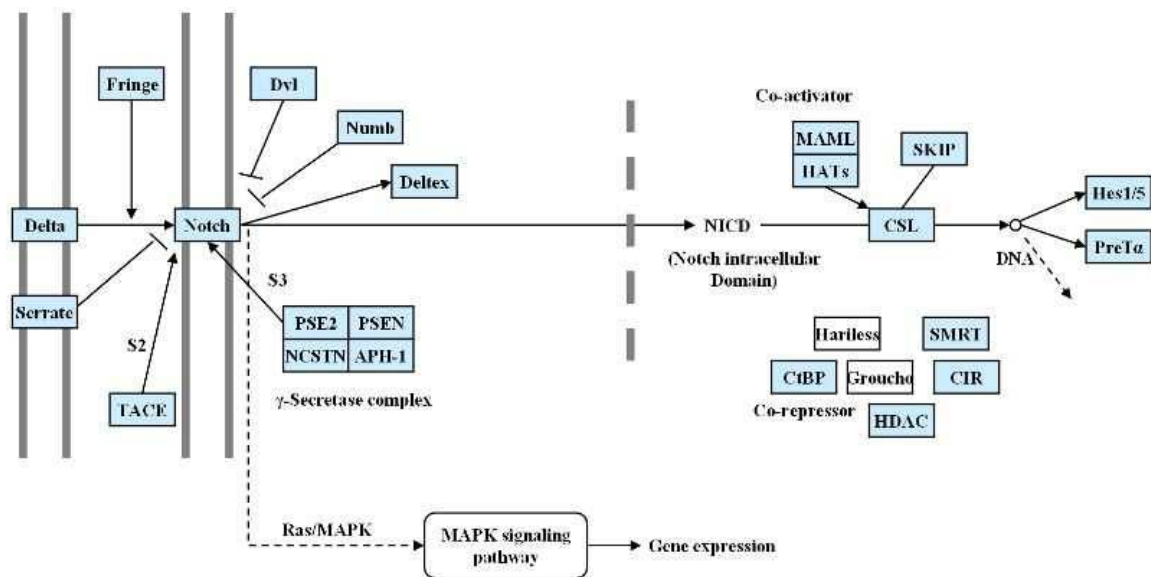 Fringe
Dvl
Numb
Deltex
Delta
Notch
Serrate
S2
TACE
S3
PSE2 PSEN
NCSTN APH-1
γ-Secretase complex
NICD
(Notch intracellular
Domain)
Co-activator
MAML
HATs
SKIP
CSL
DNA
Hes1/5
PreTα
Hariless
SMRT
CtBP
Groucho
CIR
Co-repressor
HDAC
Ras/MAPK
MAPK signaling
pathway
Gene expression